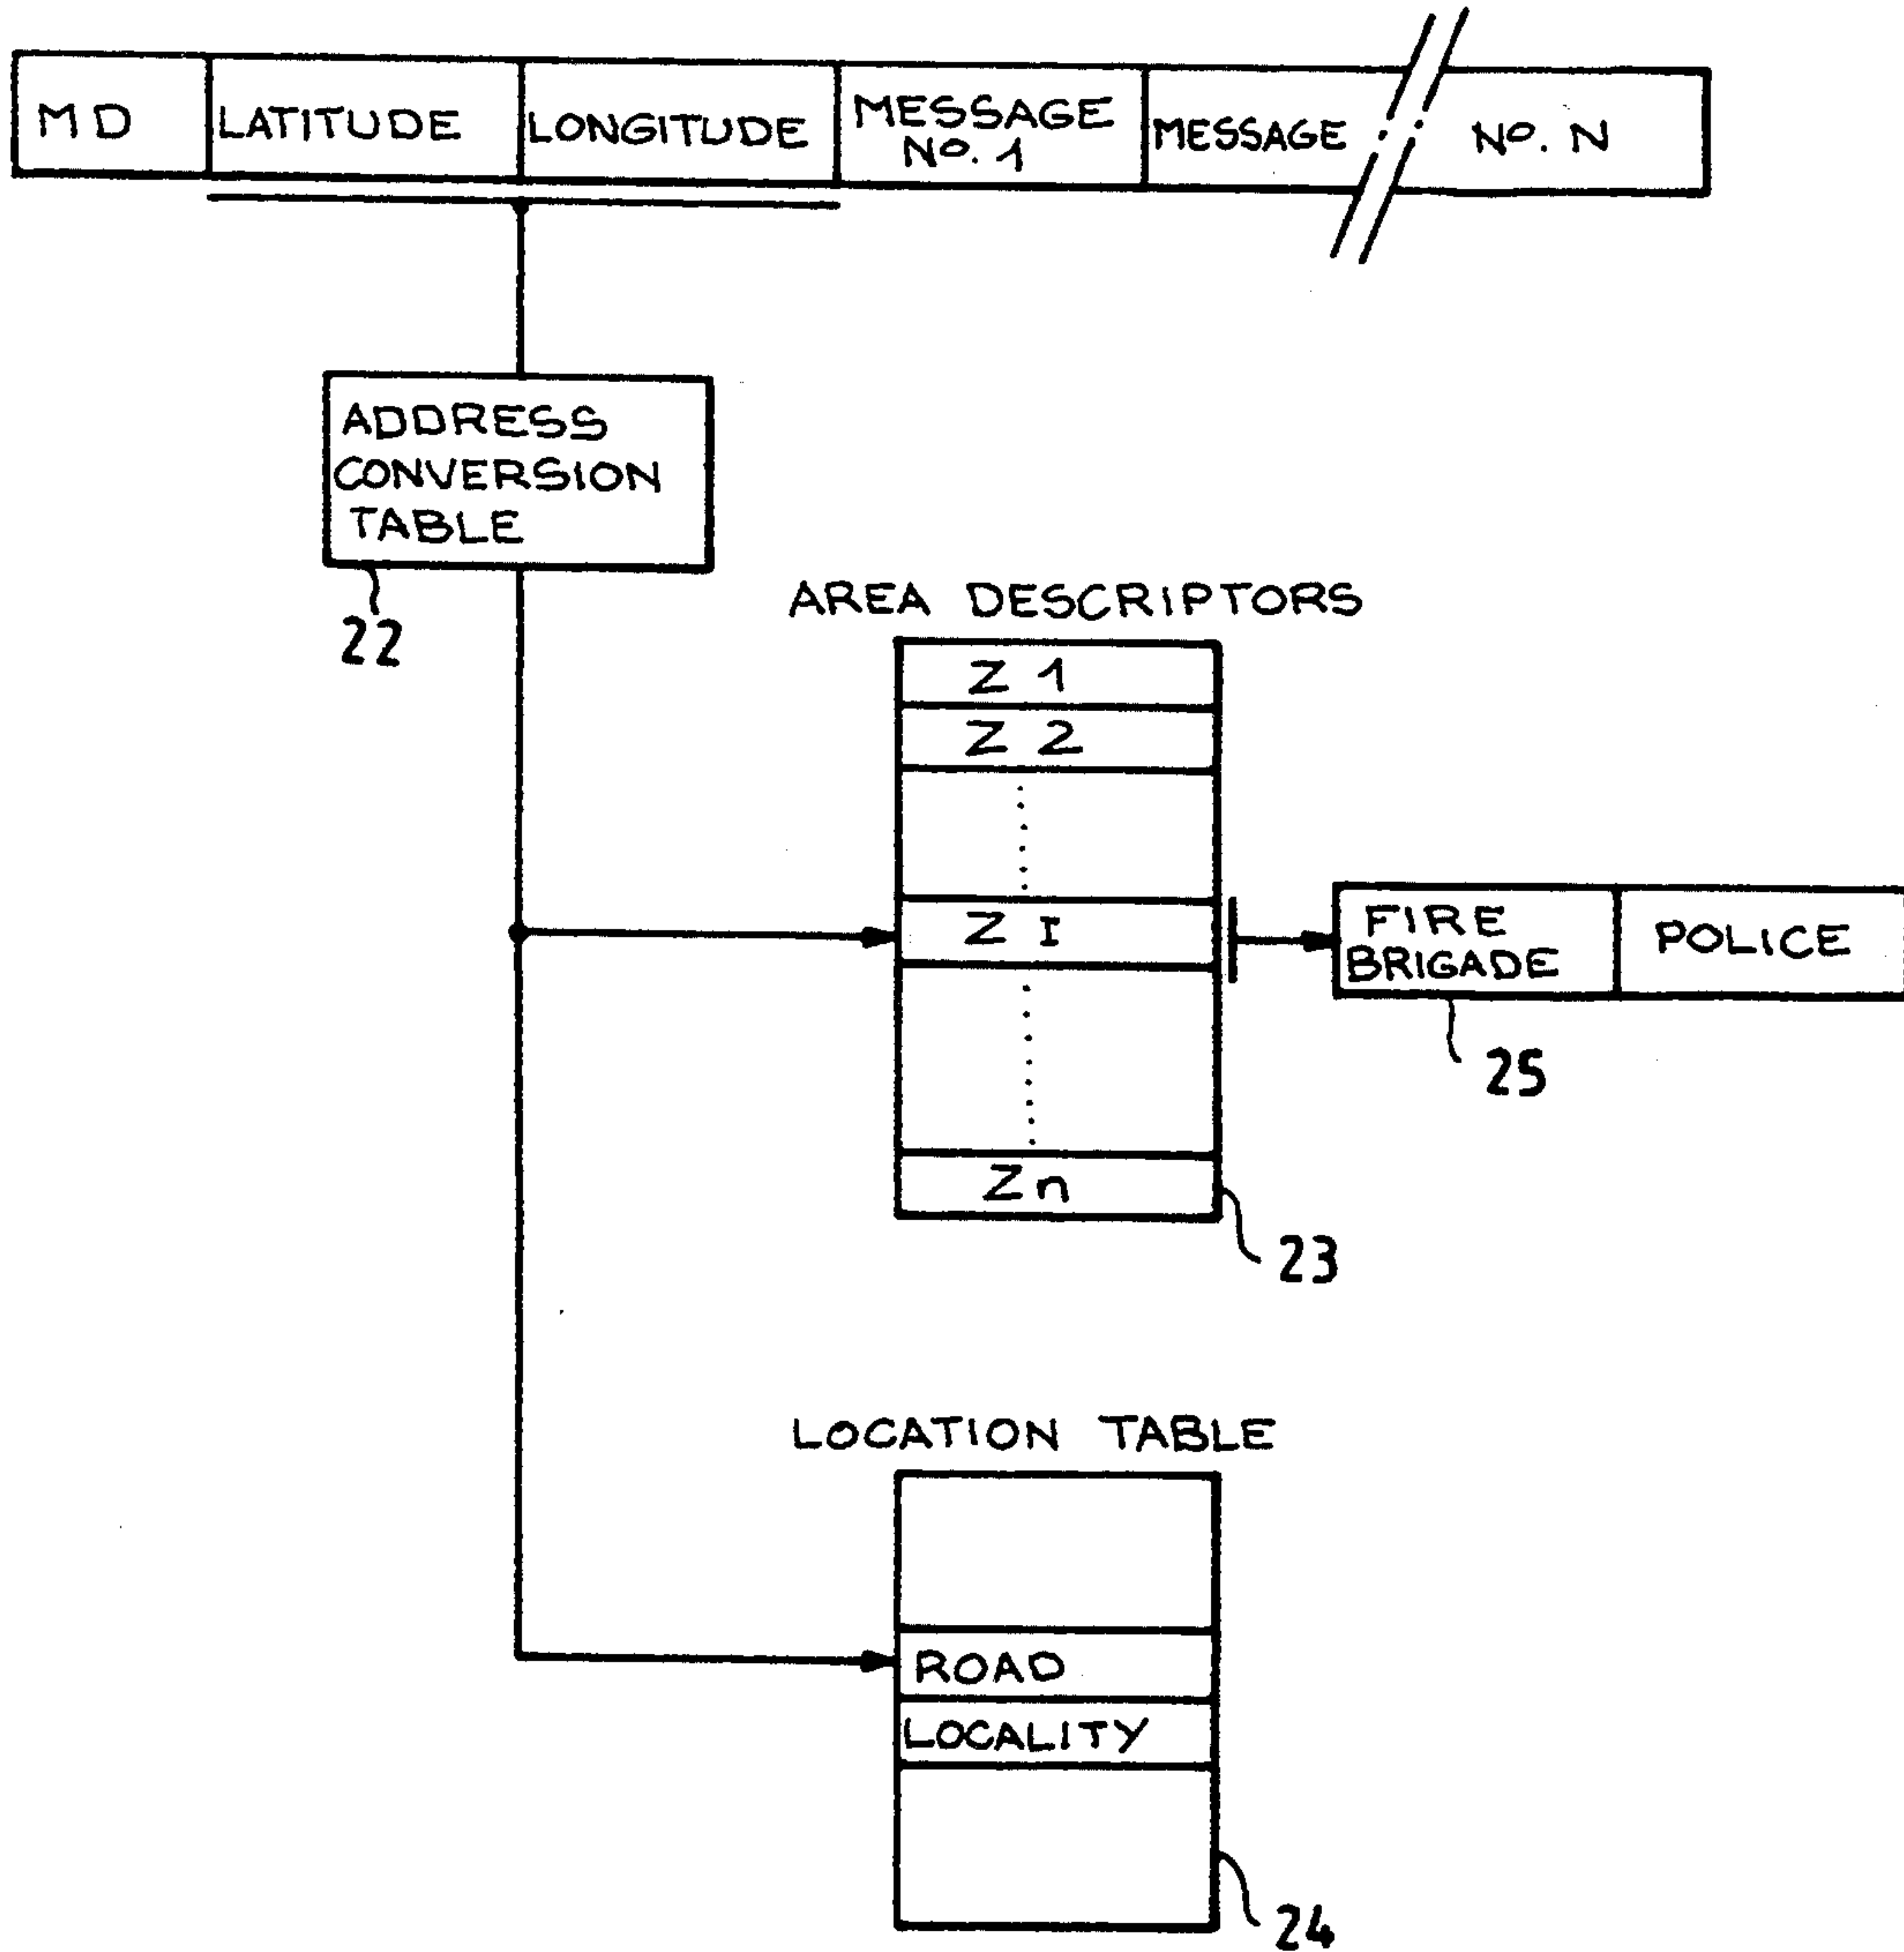 MD LATITUDE LONGITUDE MESSAGE No. 1 MESSAGE No. N
ADDRESS
CONVERSION
TABLE
22
AREA DESCRIPTORS
Z 1
Z 2
Z I
Zn
FIRE
BRIGADE
POLICE
25
23
LOCATION TABLE
ROAD
LOCALITY
24